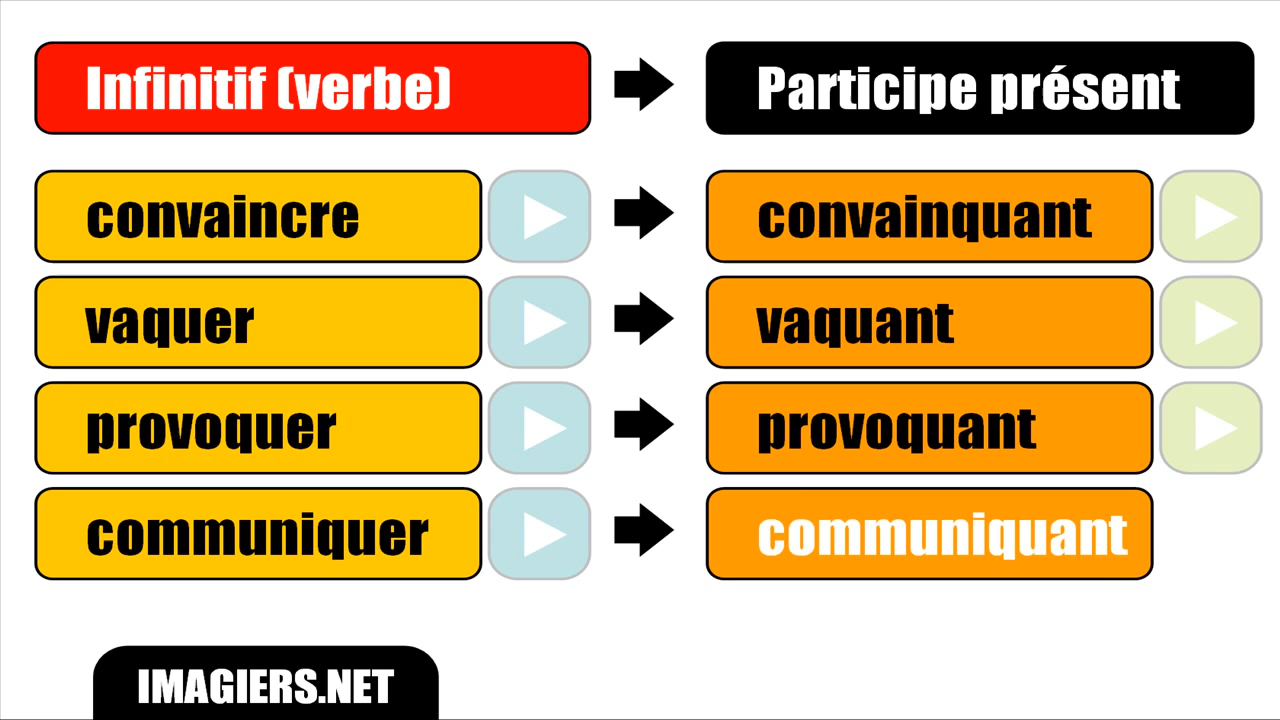 Infinitif (verbe) Participe présent
convaincre convainquant
vaquer vaquant
provoquer provoquant
communiquer communiquant
IMAGIERS.NET